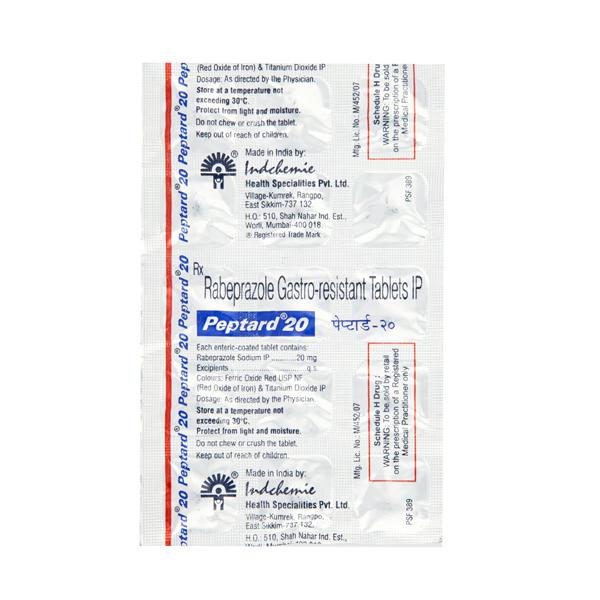 Peptard® 20 Peptard® 20 Peptard® 20 Peptard® 20
(Red Oxide of Iron) & Titanium Dioxide IP
Dosage: As directed by the Physician.
Store at a temperature not
exceeding 30°C.
Protect from light and moisture.
Do not chew or crush the tablet.
Keep out of reach of children.
Mfg. Lic. No.: M/452/07
Schedule H Drug
WARNING: To be sold
on the prescription of a
Medical Practitioner
®
Made in India by:
Indchemie
Health Specialities Pvt. Ltd.
Village-Kumrek, Rangpo,
East Sikkim-737 132.
H.O.: 510, Shah Nahar Ind. Est.,
Worli, Mumbai-400 018.
® Registered Trade Mark
PSF 389
Rx
Rabeprazole Gastro-resistant Tablets IP
Peptard® 20 पेप्टार्ड-२०
Each enteric-coated tablet contains:
Rabeprazole Sodium IP ..........20 mg
Excipients ..........q.s.
Colours: Ferric Oxide Red USP NF
(Red Oxide of Iron) & Titanium Dioxide IP
Dosage: As directed by the Physician.
Store at a temperature not
exceeding 30°C.
Protect from light and moisture.
Do not chew or crush the tablet.
Keep out of reach of children.
Mfg. Lic. No.: M/452/07
Schedule H Drug :
WARNING: To be sold by retail
on the prescription of a Registered
Medical Practitioner only.
®
Made in India by:
Indchemie
Health Specialities Pvt. Ltd.
Village-Kumrek, Rangpo,
East Sikkim-737 132.
H.O.: 510, Shah Nahar Ind. Est.,
Worli, Mumbai-400 018.
PSF 389